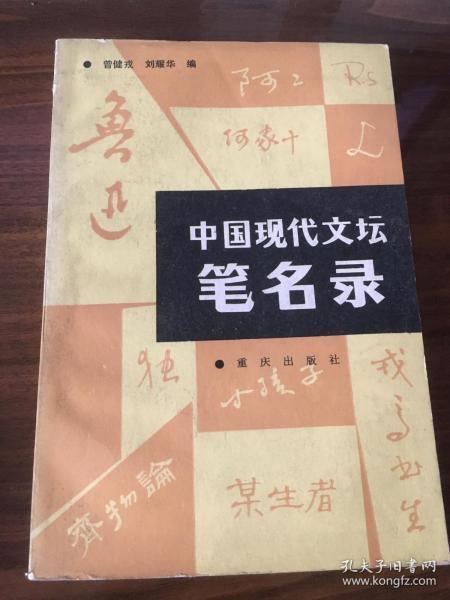 曾健戎 刘耀华 编
阿二
R.S
鲁迅
何家干
L
中国现代文坛
笔名录
重庆出版社
独
小孩子
齐物論
某生者
孔夫子旧书网
www.kongfz.com